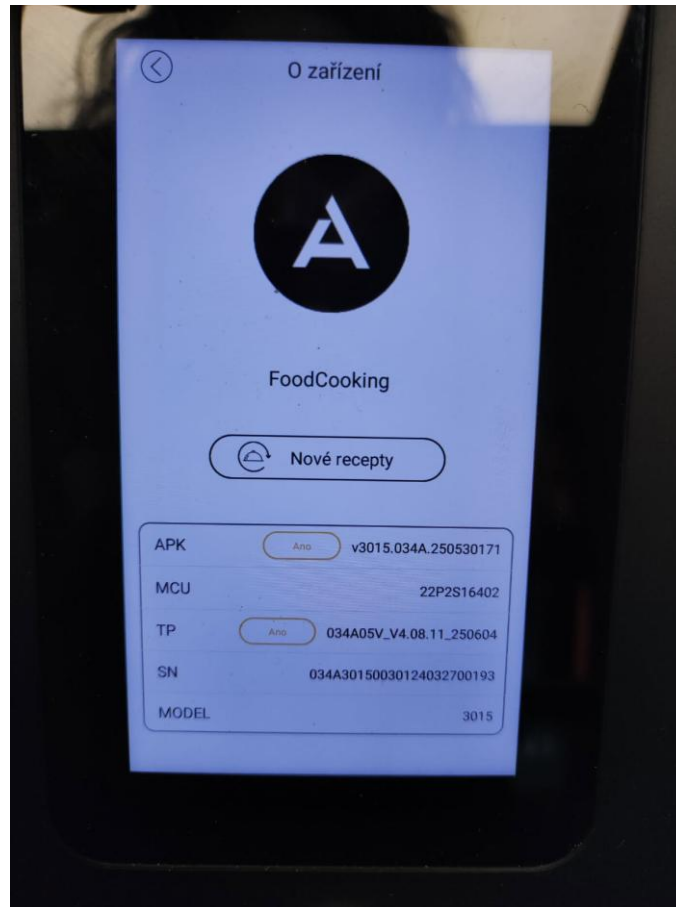 O zařízení
FoodCooking
Nové recepty
APK Ano v3015.034A.250530171
MCU 22P2S16402
TP Ano 034A05V_V4.08.11_250604
SN 034A30150030124032700193
MODEL 3015